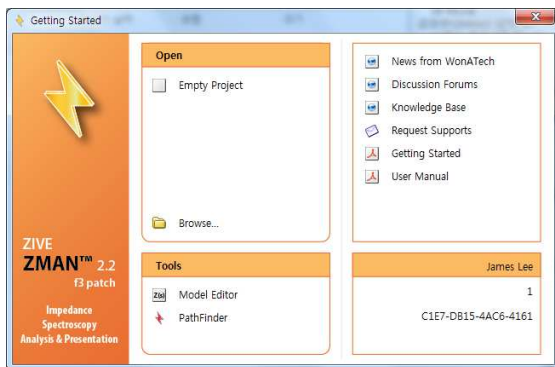 Getting Started
Open
Empty Project
Browse...
ZIVE
ZMAN™ 2.2
f3 patch
Impedance
Spectroscopy
Analysis & Presentation
Tools
Z(ω)
Model Editor
PathFinder
News from WonATech
Discussion Forums
Knowledge Base
Request Supports
Getting Started
User Manual
James Lee
1
C1E7-DB15-4AC6-4161